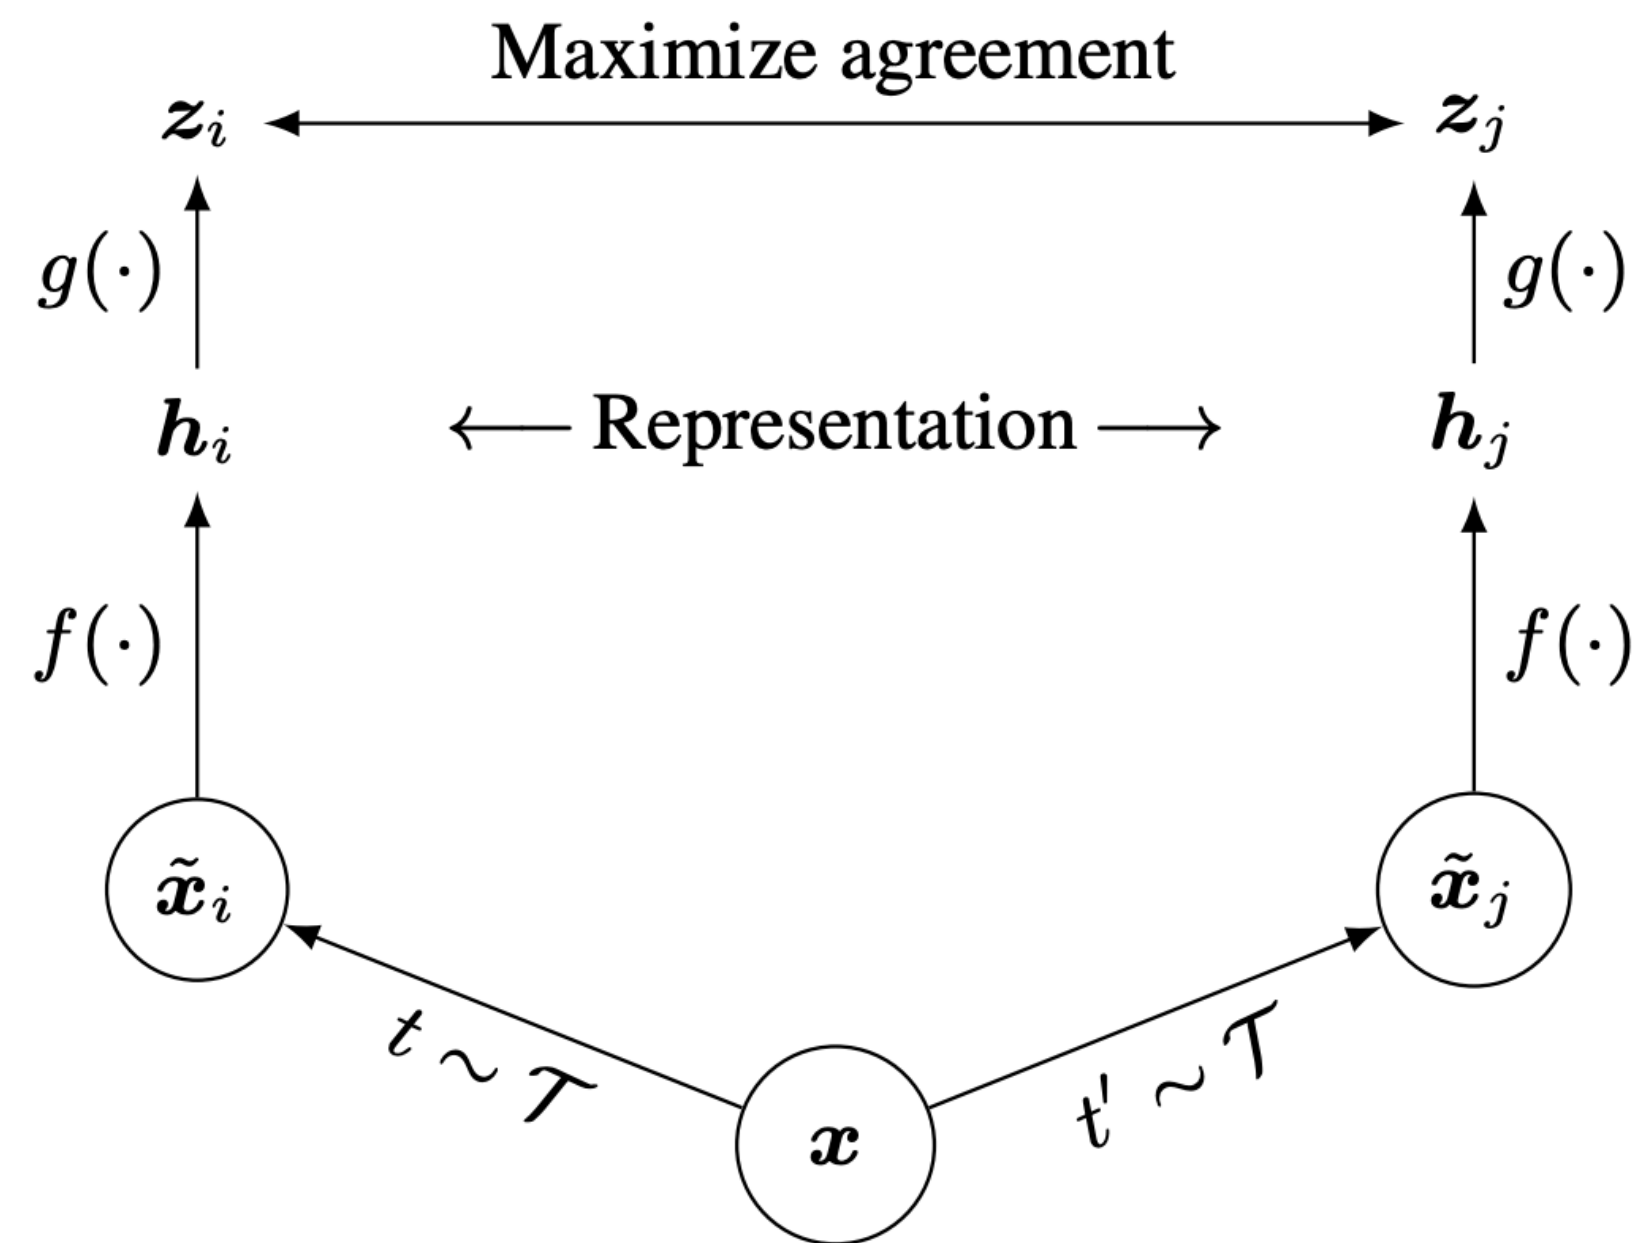 Maximize agreement
z_i z_j
g(·) g(·)
h_i ← Representation → h_j
f(·) f(·)
x̃_i x̃_j
t ~ 𝒯 t′ ~ 𝒯
x